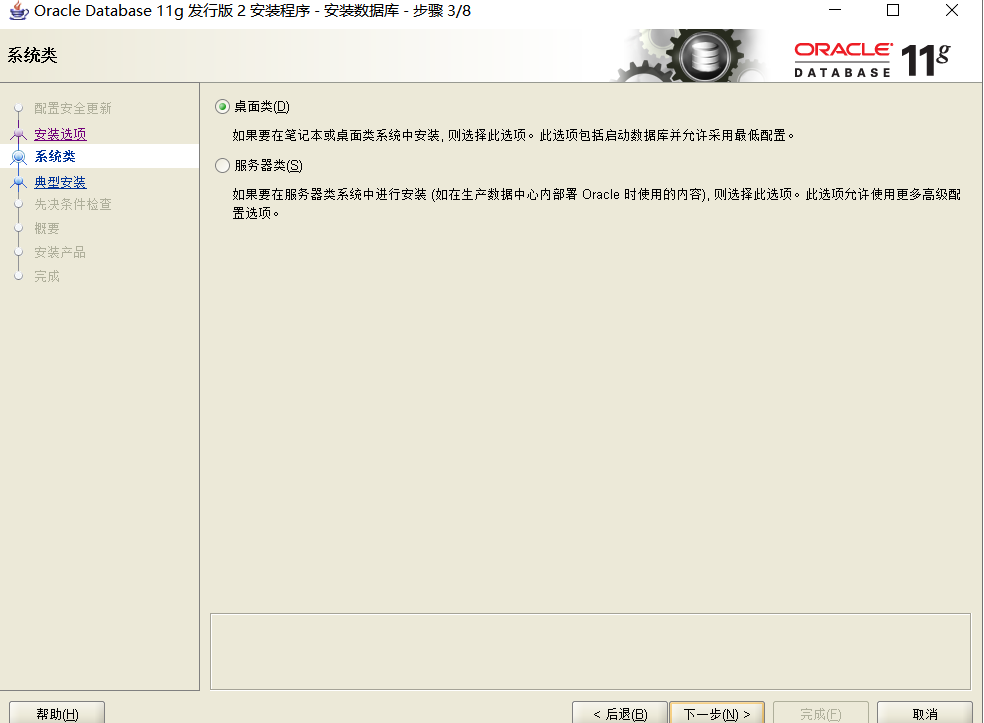 Oracle Database 11g 发行版 2 安装程序 - 安装数据库 - 步骤 3/8
系统类
ORACLE
DATABASE
11g
配置安全更新
安装选项
系统类
典型安装
先决条件检查
概要
安装产品
完成
桌面类(D)
如果要在笔记本或桌面类系统中安装, 则选择此选项。此选项包括启动数据库并允许采用最低配置。
服务器类(S)
如果要在服务器类系统中进行安装 (如在生产数据中心内部署 Oracle 时使用的内容), 则选择此选项。此选项允许使用更多高级配
置选项。
帮助(H)
< 后退(B)
下一步(N) >
完成(F)
取消